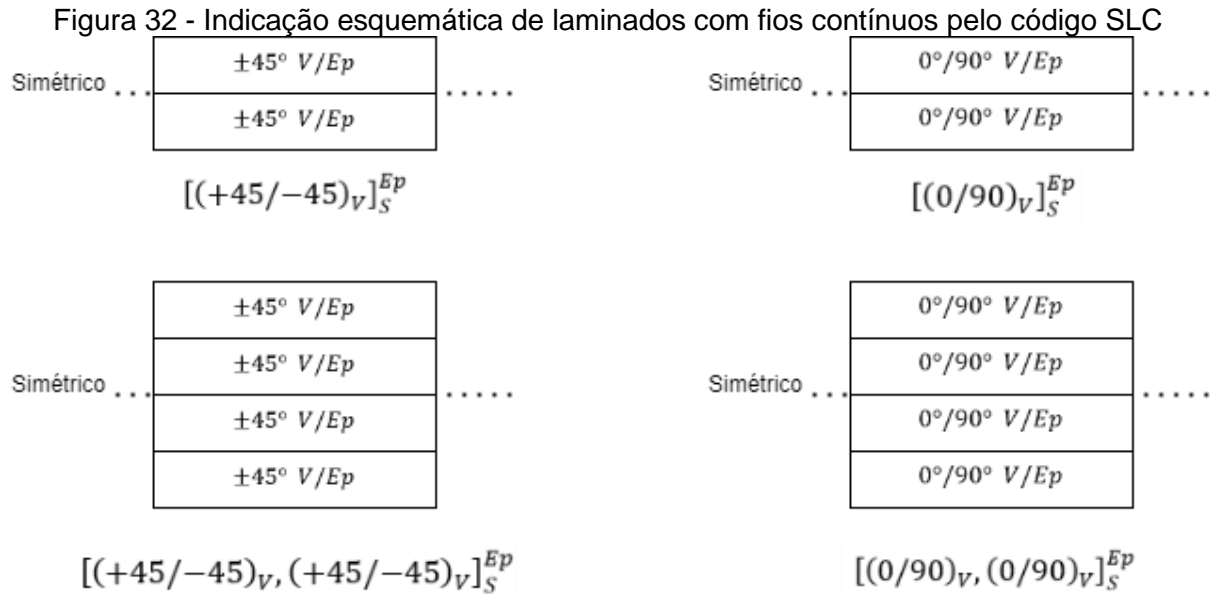 Figura 32 - Indicação esquemática de laminados com fios contínuos pelo código SLC
±45° V/Ep
Simétrico
±45° V/Ep
[(+45/−45)_V]_S^{Ep}
0°/90° V/Ep
Simétrico
0°/90° V/Ep
[(0/90)_V]_S^{Ep}
±45° V/Ep
±45° V/Ep
Simétrico
±45° V/Ep
±45° V/Ep
[(+45/−45)_V, (+45/−45)_V]_S^{Ep}
0°/90° V/Ep
0°/90° V/Ep
Simétrico
0°/90° V/Ep
0°/90° V/Ep
[(0/90)_V, (0/90)_V]_S^{Ep}